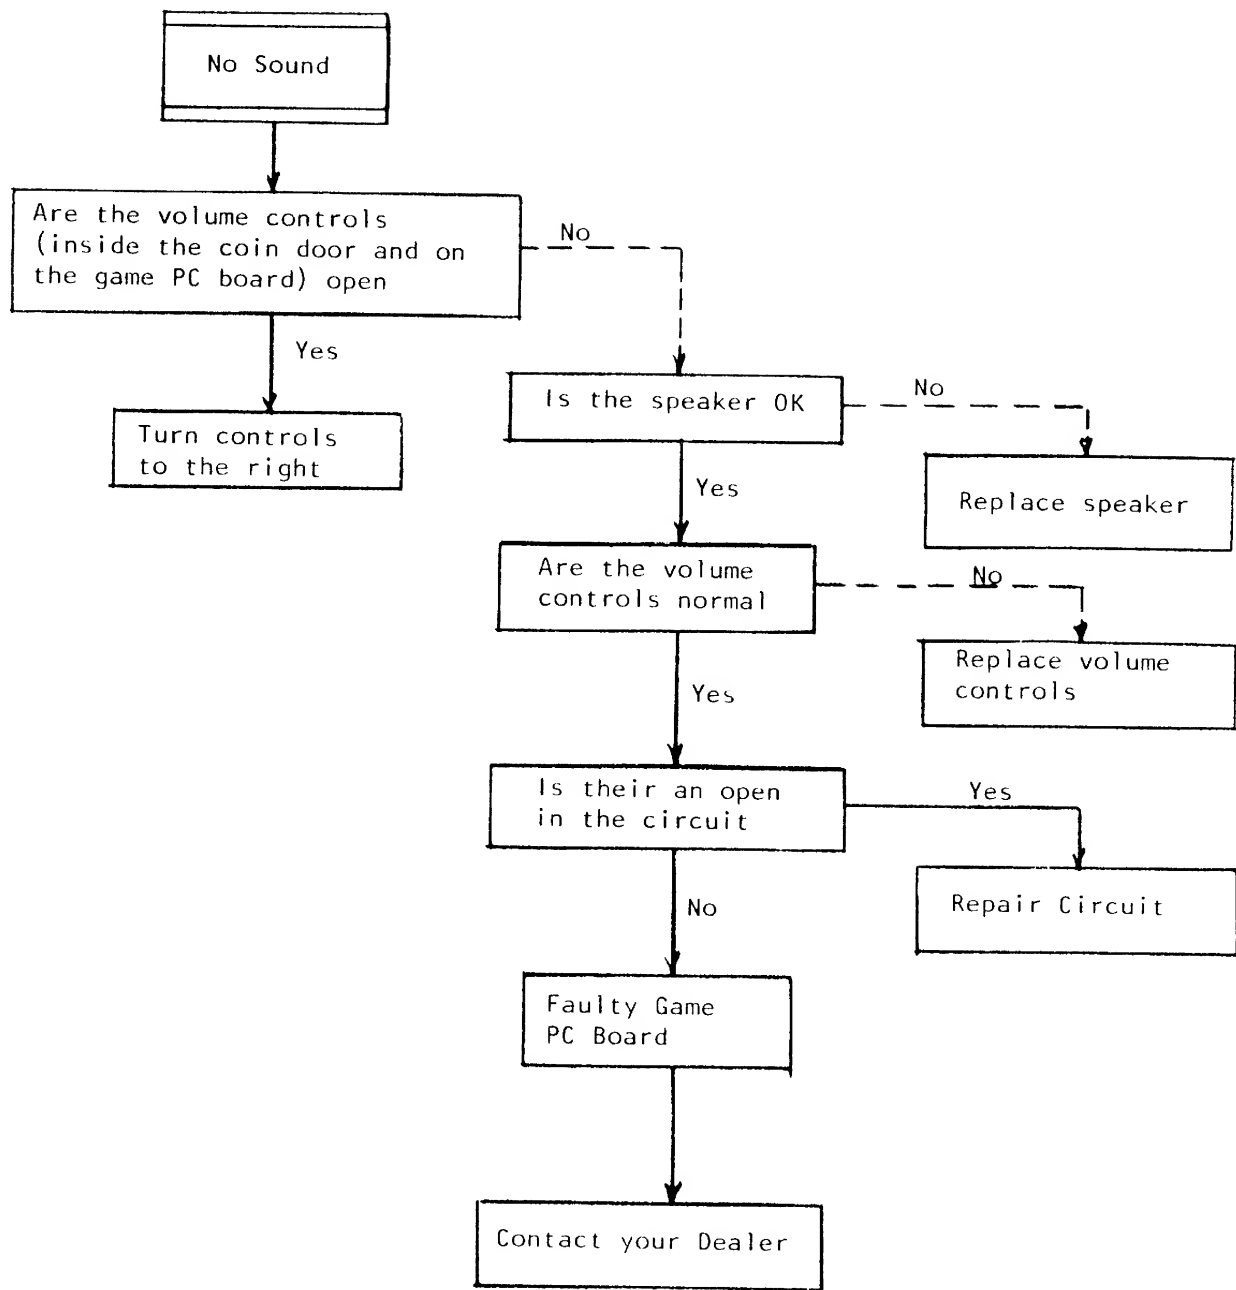 No Sound
Are the volume controls
(inside the coin door and on
the game PC board) open
No
Yes
Turn controls
to the right
Is the speaker OK
No
Replace speaker
Yes
Are the volume
controls normal
No
Replace volume
controls
Yes
Is their an open
in the circuit
Yes
Repair Circuit
No
Faulty Game
PC Board
Contact your Dealer